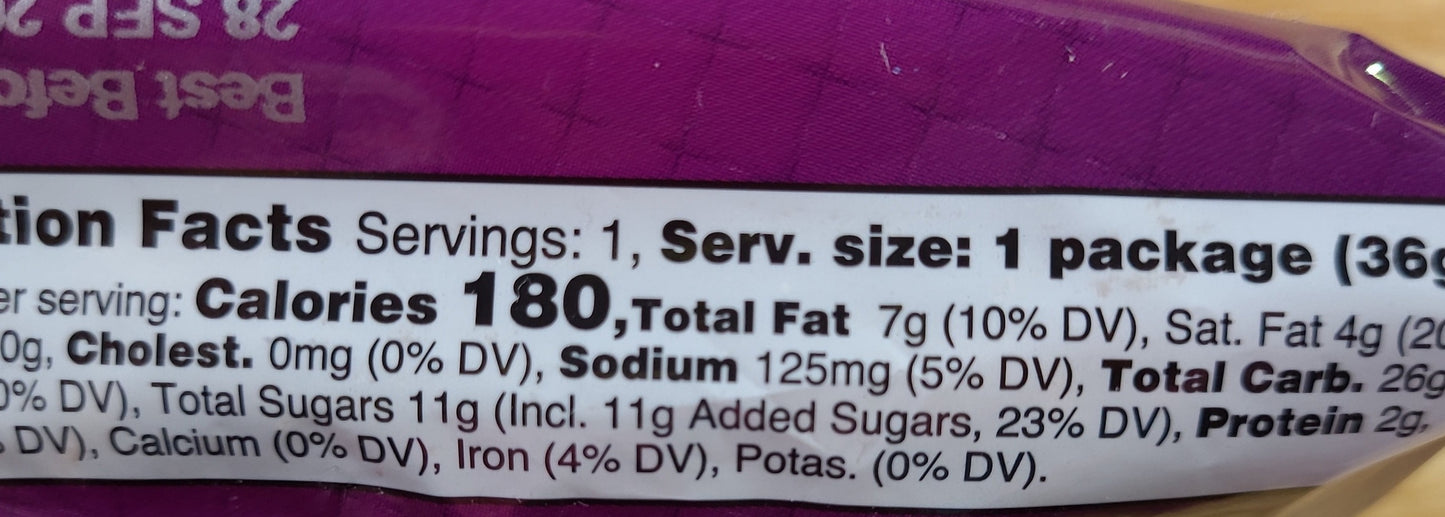 28 SEP 2
Best Befo
tion Facts Servings: 1, Serv. size: 1 package (36g
er serving: Calories 180, Total Fat 7g (10% DV), Sat. Fat 4g (20
0g, Cholest. 0mg (0% DV), Sodium 125mg (5% DV), Total Carb. 26g
0% DV), Total Sugars 11g (Incl. 11g Added Sugars, 23% DV), Protein 2g,
DV), Calcium (0% DV), Iron (4% DV), Potas. (0% DV).